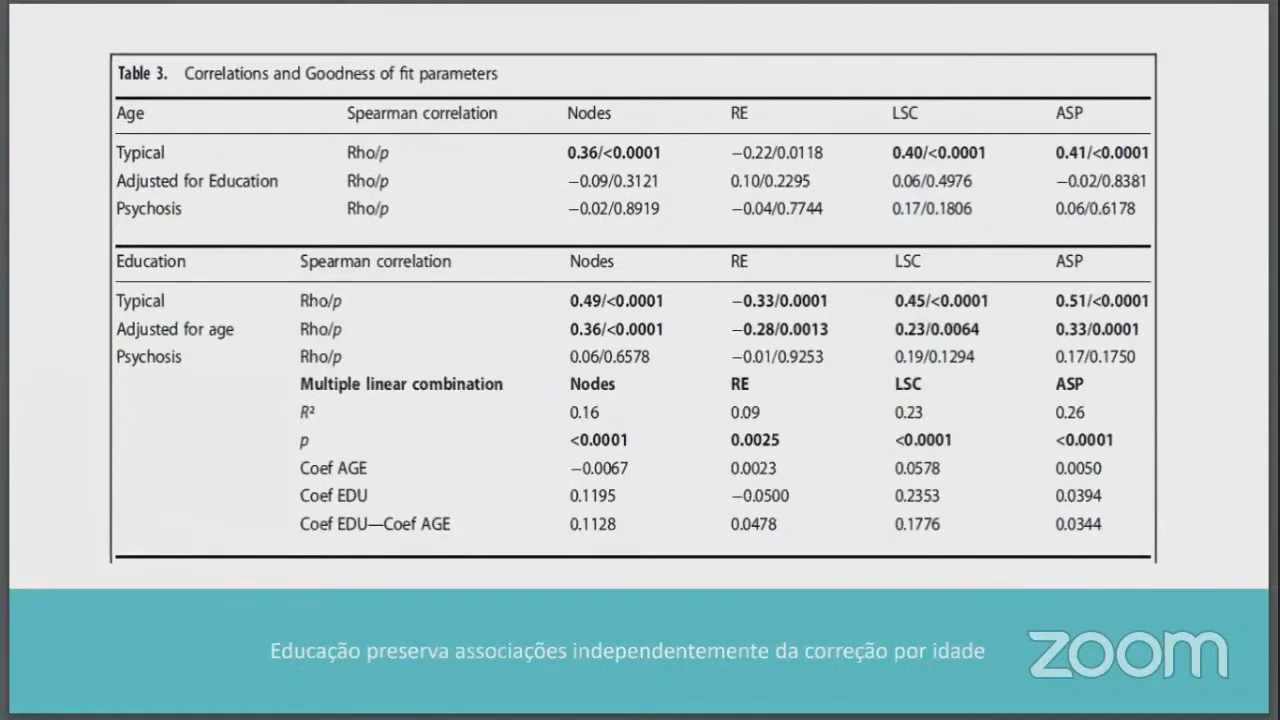 Table 3. Correlations and Goodness of fit parameters
Age Spearman correlation Nodes RE LSC ASP
Typical Rho/p 0.36/<0.0001 −0.22/0.0118 0.40/<0.0001 0.41/<0.0001
Adjusted for Education Rho/p −0.09/0.3121 0.10/0.2295 0.06/0.4976 −0.02/0.8381
Psychosis Rho/p −0.02/0.8919 −0.04/0.7744 0.17/0.1806 0.06/0.6178
Education Spearman correlation Nodes RE LSC ASP
Typical Rho/p 0.49/<0.0001 −0.33/0.0001 0.45/<0.0001 0.51/<0.0001
Adjusted for age Rho/p 0.36/<0.0001 −0.28/0.0013 0.23/0.0064 0.33/0.0001
Psychosis Rho/p 0.06/0.6578 −0.01/0.9253 0.19/0.1294 0.17/0.1750
Multiple linear combination Nodes RE LSC ASP
R² 0.16 0.09 0.23 0.26
p <0.0001 0.0025 <0.0001 <0.0001
Coef AGE −0.0067 0.0023 0.0578 0.0050
Coef EDU 0.1195 −0.0500 0.2353 0.0394
Coef EDU—Coef AGE 0.1128 0.0478 0.1776 0.0344
Educação preserva associações independentemente da correção por idade
zoom